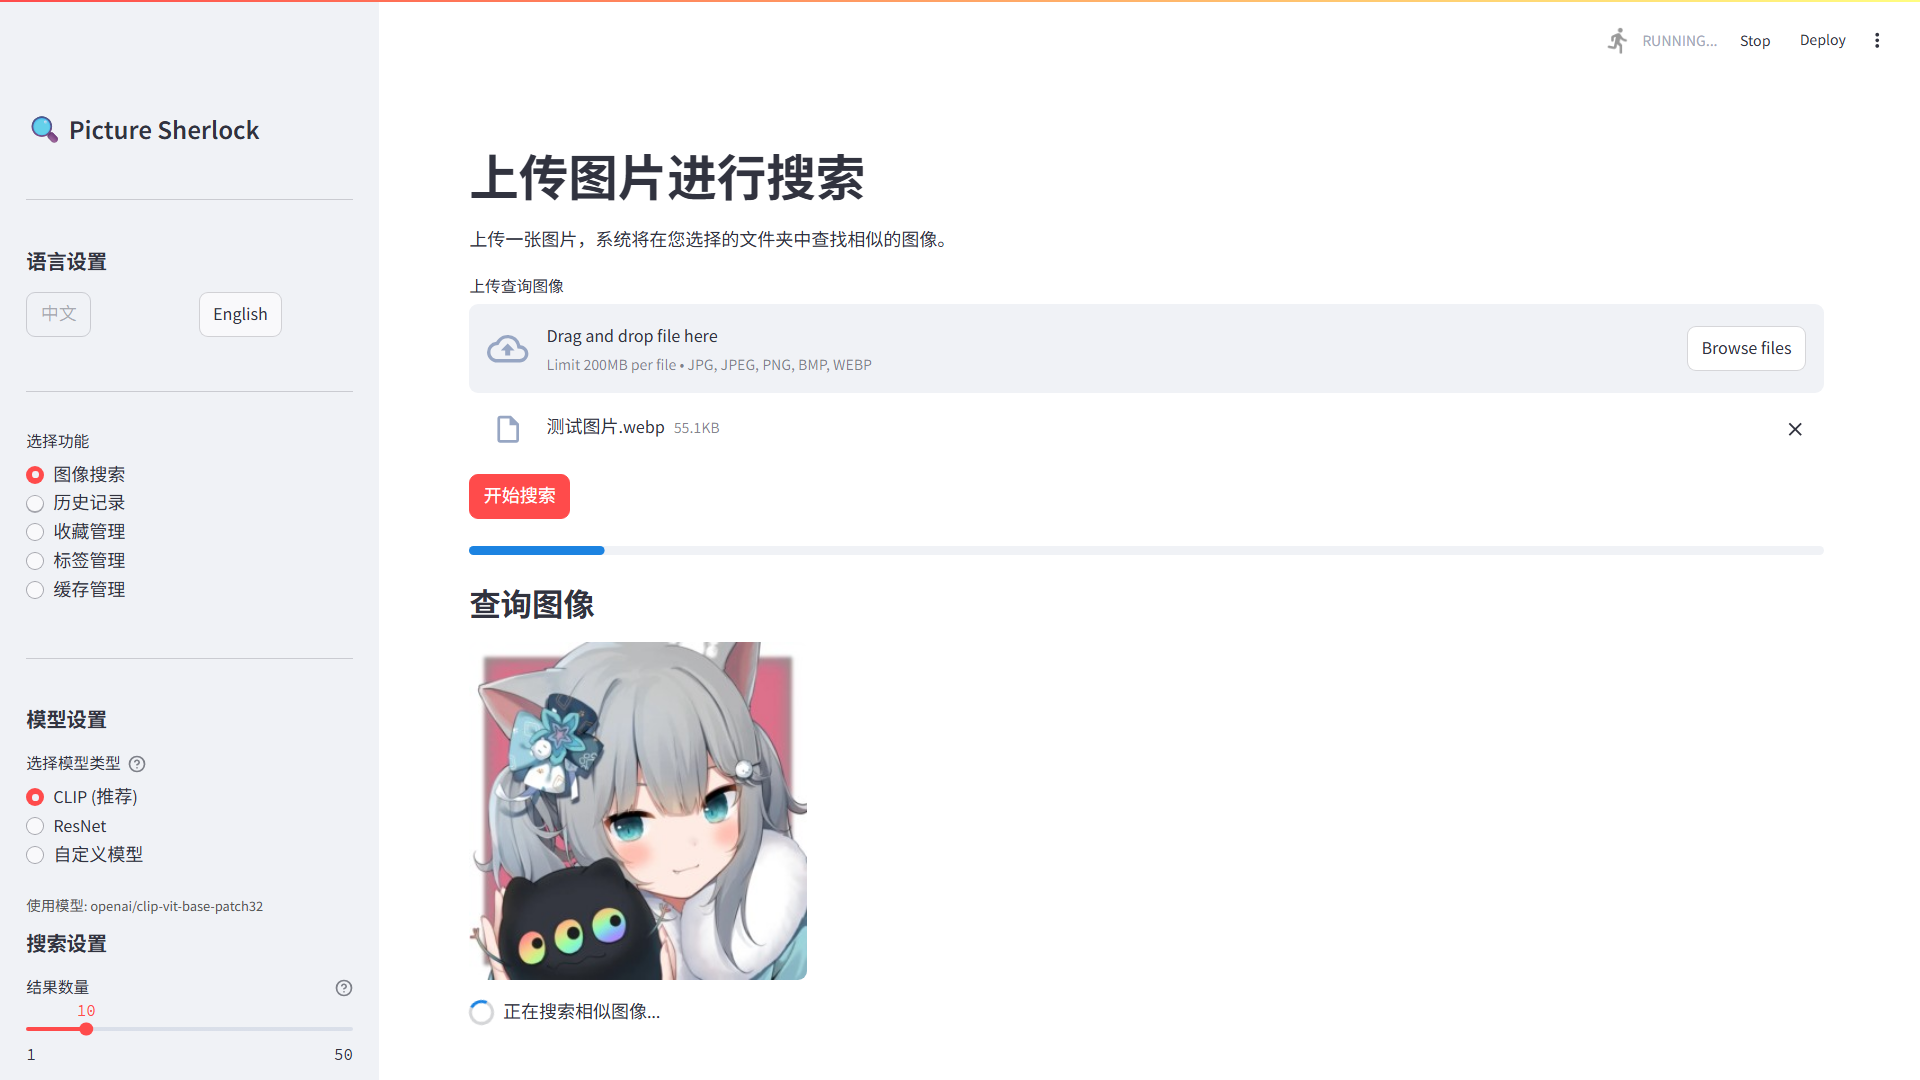 RUNNING...
Stop
Deploy
Picture Sherlock
语言设置
中文
English
选择功能
图像搜索
历史记录
收藏管理
标签管理
缓存管理
模型设置
选择模型类型
CLIP (推荐)
ResNet
自定义模型
使用模型: openai/clip-vit-base-patch32
搜索设置
结果数量
10
1
50
上传图片进行搜索
上传一张图片，系统将在您选择的文件夹中查找相似的图像。
上传查询图像
Drag and drop file here
Limit 200MB per file • JPG, JPEG, PNG, BMP, WEBP
Browse files
测试图片.webp 55.1KB
开始搜索
查询图像
正在搜索相似图像...